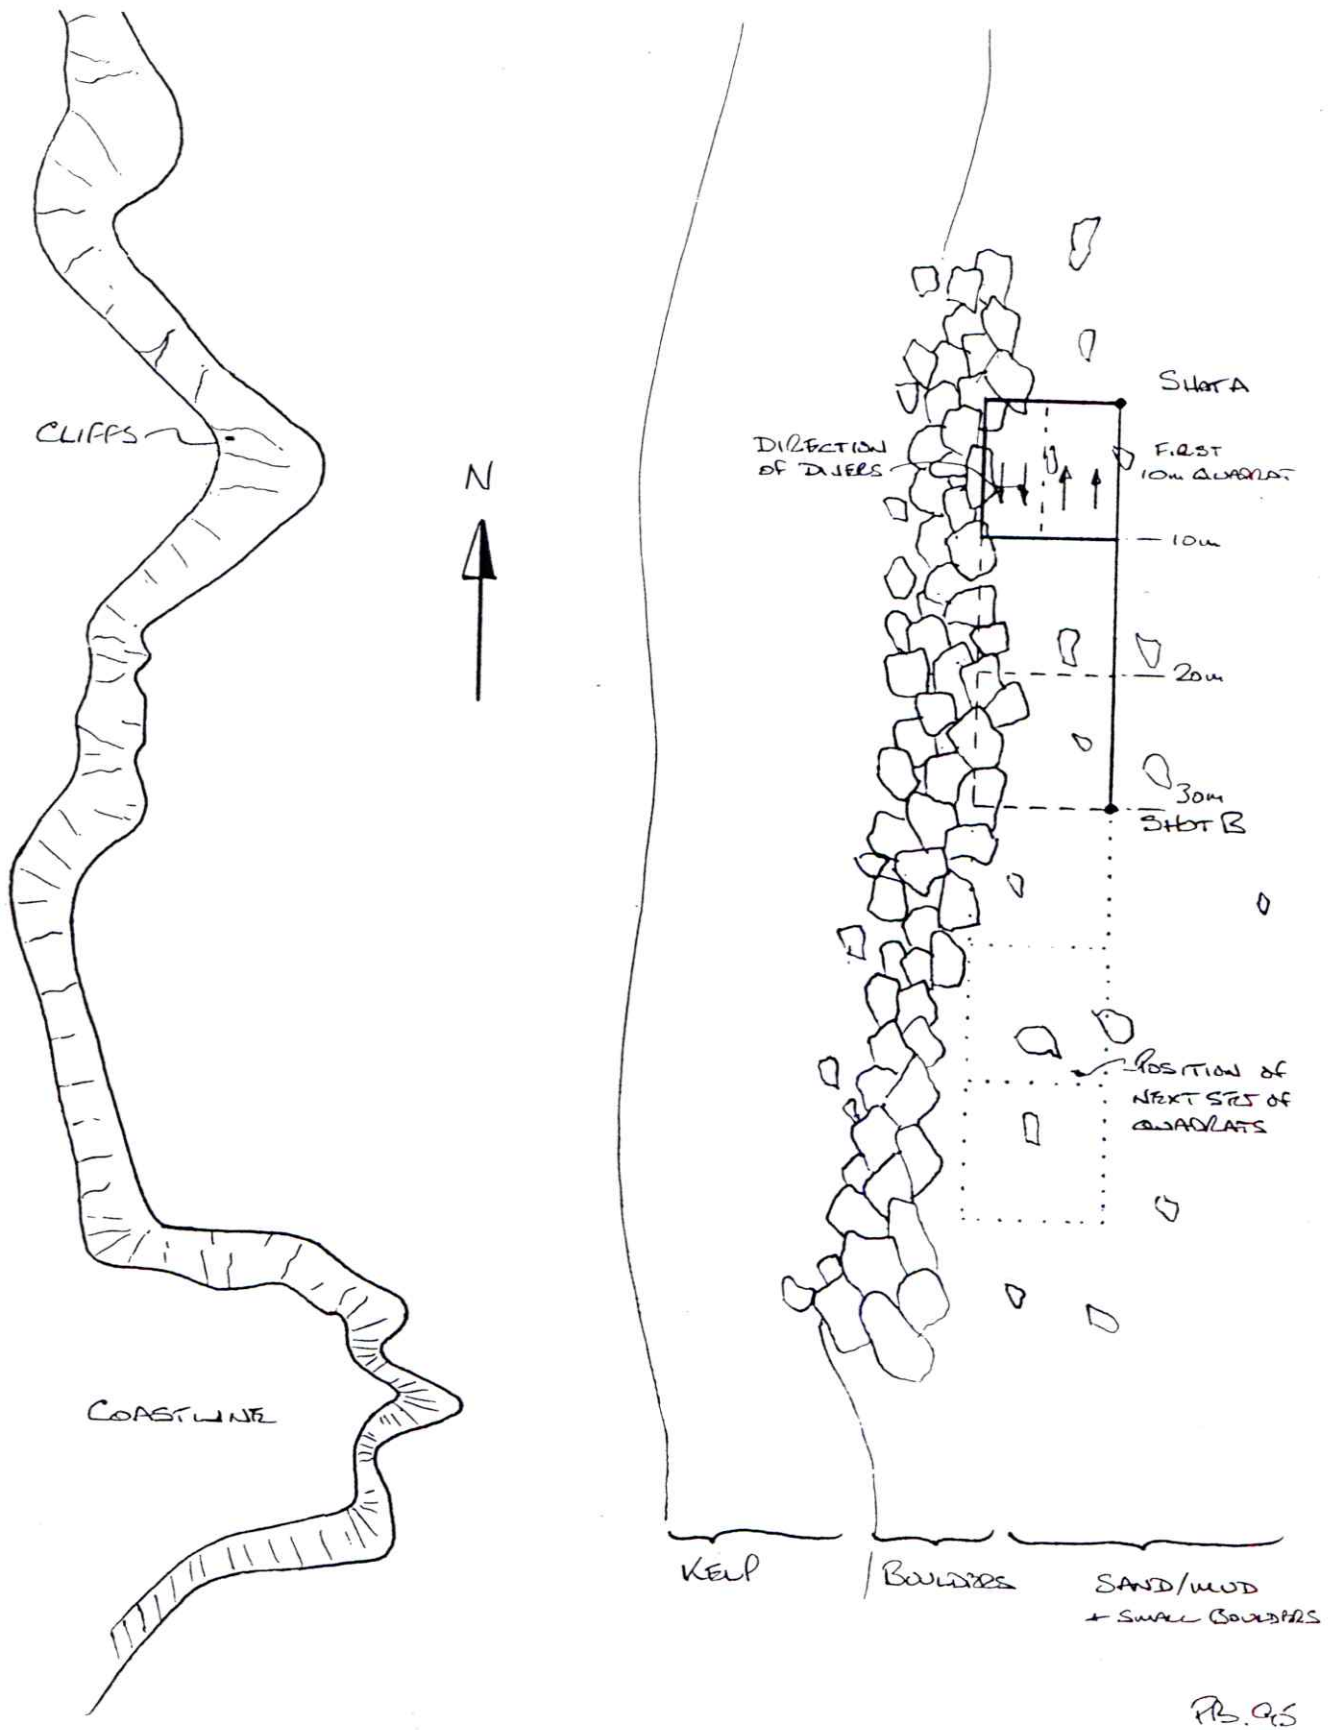 SHOT A
CLIFFS
DIRECTION
OF DIVERS
FIRST
10m QUADRAT
N
10m
20m
30m
SHOT B
POSITION OF
NEXT SET OF
QUADRATS
COASTLINE
KELP
BOULDERS
SAND/MUD
+ SMALL BOULDERS
PB. 95